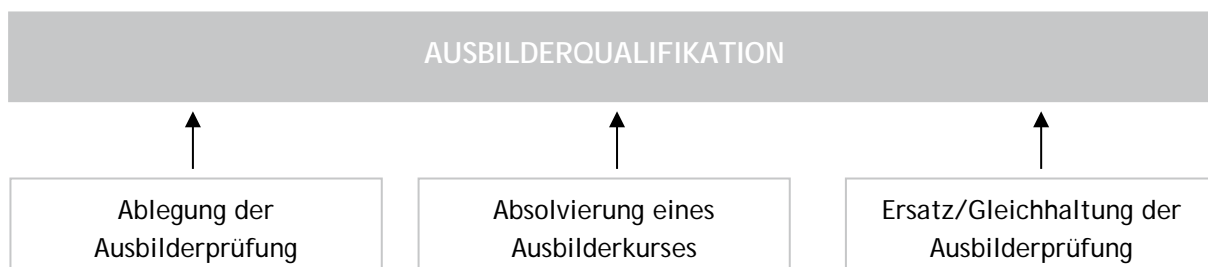 AUSBILDERQUALIFIKATION
Ablegung der
Ausbilderprüfung
Absolvierung eines
Ausbilderkurses
Ersatz/Gleichhaltung der
Ausbilderprüfung